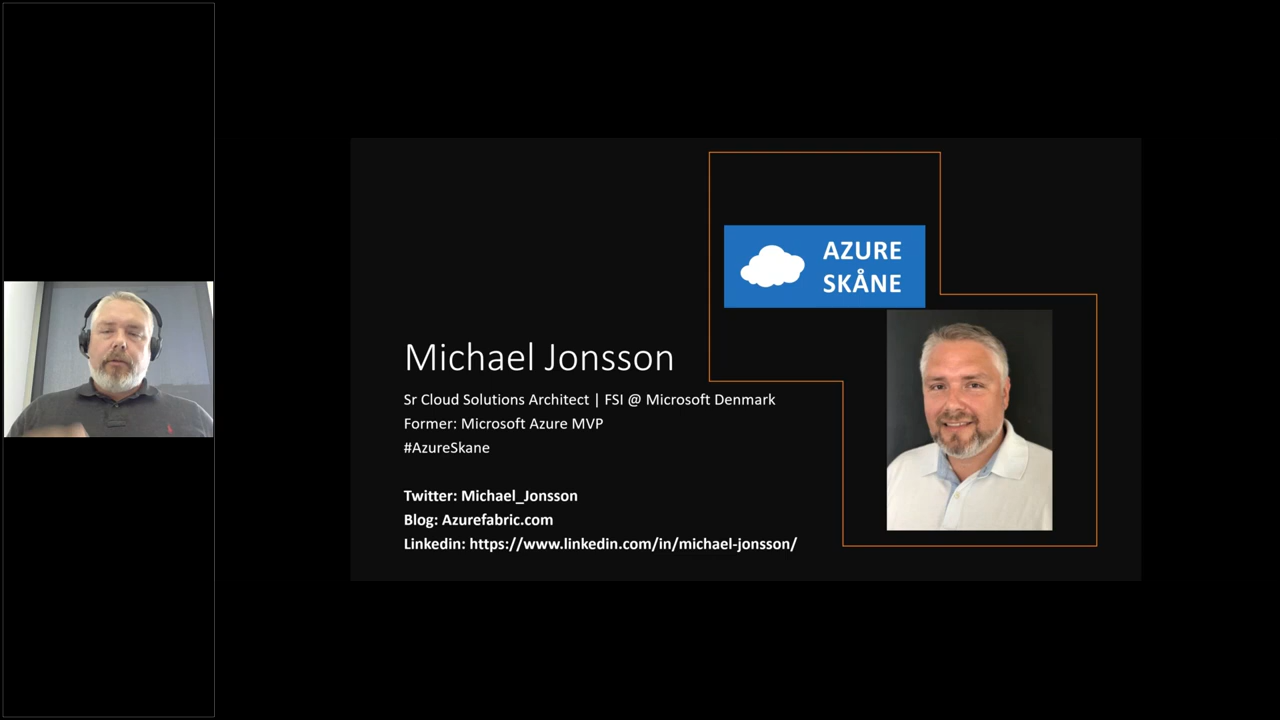 AZURE
SKÅNE
Michael Jonsson
Sr Cloud Solutions Architect | FSI @ Microsoft Denmark
Former: Microsoft Azure MVP
#AzureSkane
Twitter: Michael_Jonsson
Blog: Azurefabric.com
Linkedin: https://www.linkedin.com/in/michael-jonsson/